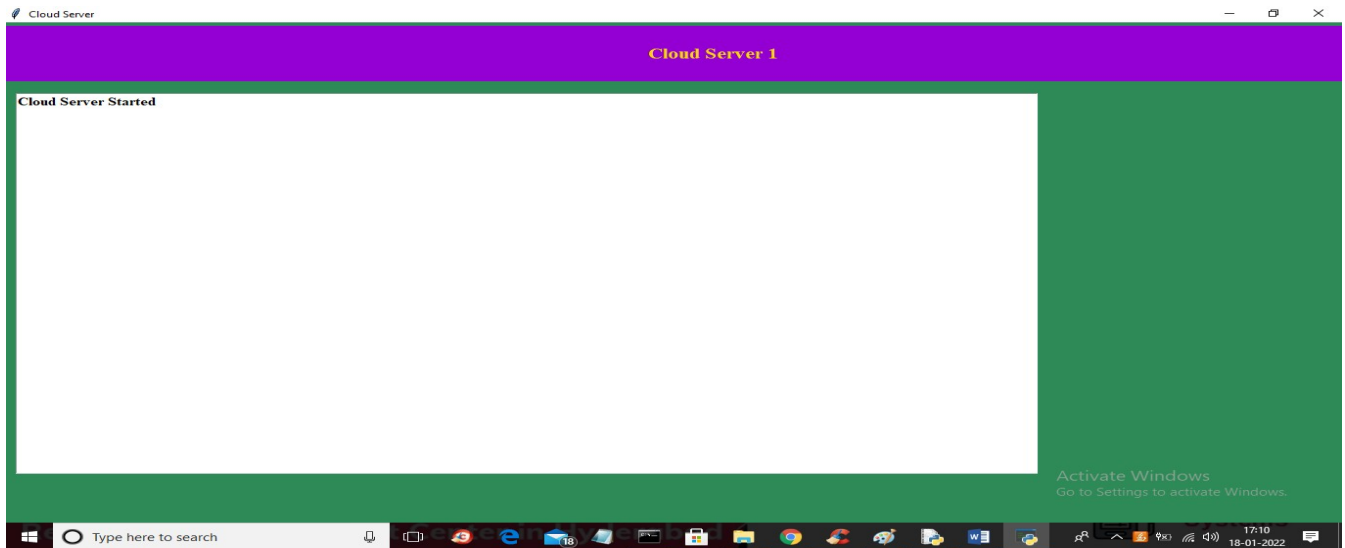 Cloud Server
Cloud Server 1
Cloud Server Started
Activate Windows
Go to Settings to activate Windows.
Type here to search
18
W
17:10
18-01-2022